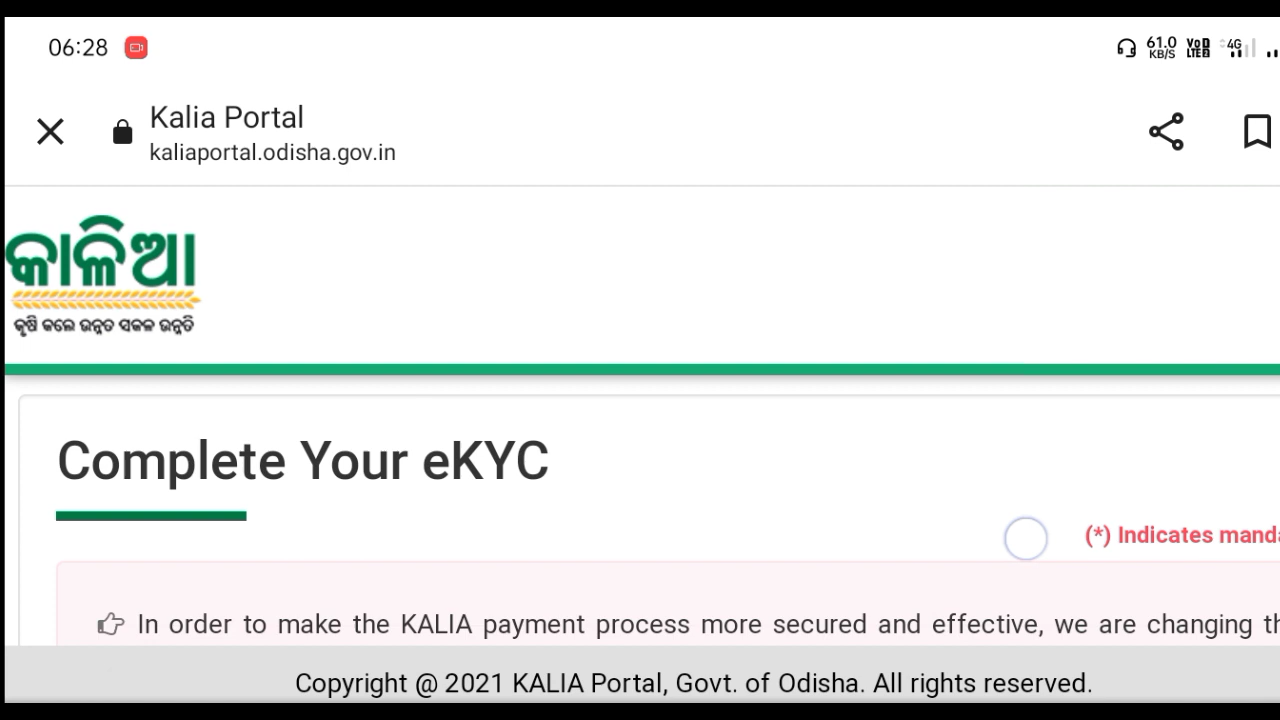 06:28
61.0
KB/S
Vo D
LTE 2
4G
Kalia Portal
kaliaportal.odisha.gov.in
କାଳିଆ
କୃଷି କଲେ ଉନ୍ନତ ସକଳ ଉନ୍ନତି
Complete Your eKYC
(*) Indicates manda
In order to make the KALIA payment process more secured and effective, we are changing th
Copyright @ 2021 KALIA Portal, Govt. of Odisha. All rights reserved.